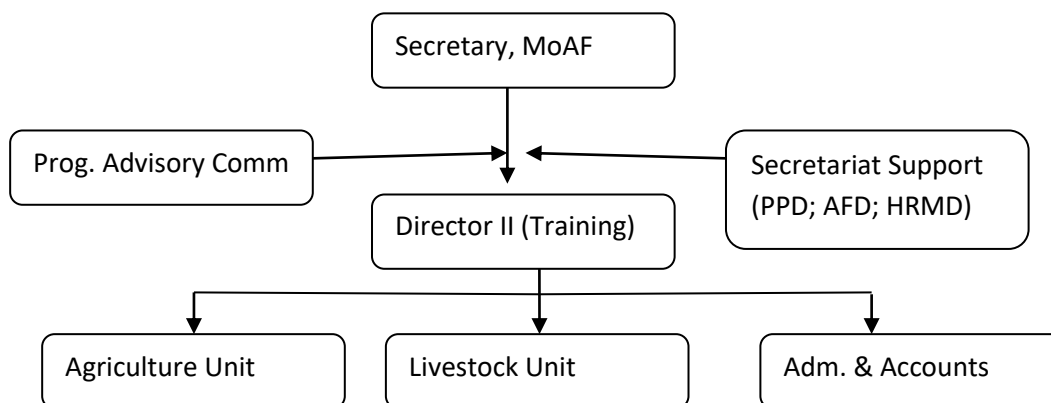 Secretary, MoAF
Prog. Advisory Comm
Secretariat Support
(PPD; AFD; HRMD)
Director II (Training)
Agriculture Unit
Livestock Unit
Adm. & Accounts